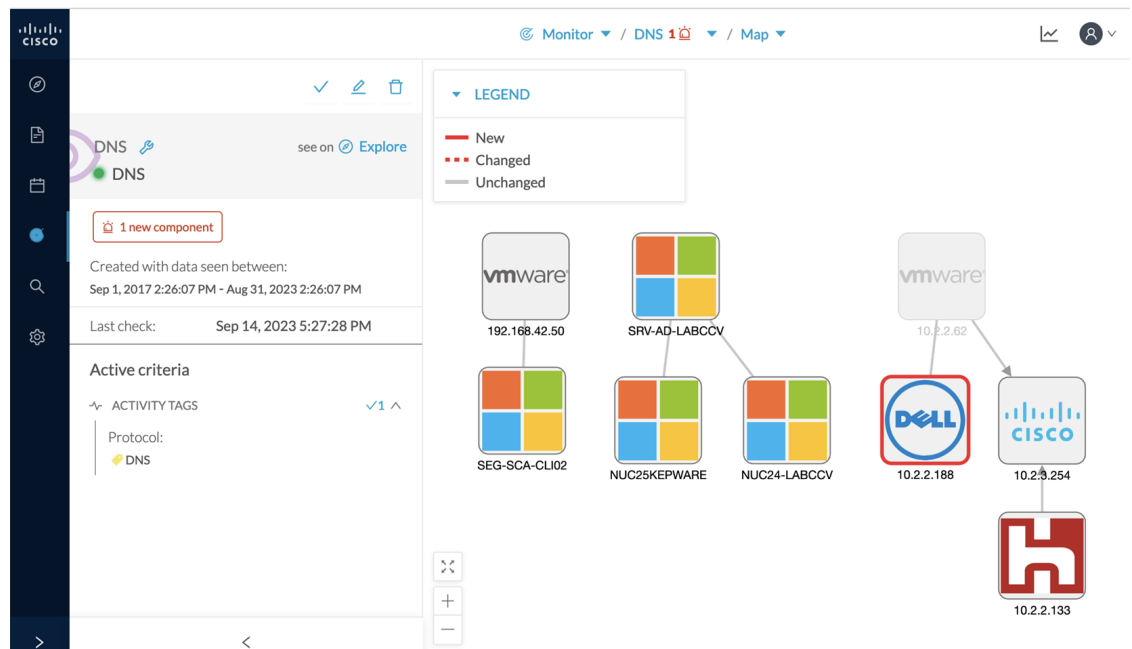 CISCO
Monitor / DNS 1 / Map
LEGEND
New
Changed
Unchanged
DNS
see on Explore
DNS
1 new component
Created with data seen between:
Sep 1, 2017 2:26:07 PM - Aug 31, 2023 2:26:07 PM
Last check: Sep 14, 2023 5:27:28 PM
Active criteria
ACTIVITY TAGS 1
Protocol:
DNS
vmware
192.168.42.50
SRV-AD-LABCCV
vmware
10.2.2.62
SEG-SCA-CLI02
NUC25KEPWARE
NUC24-LABCCV
DELL
10.2.2.188
CISCO
10.2.3.254
10.2.2.133